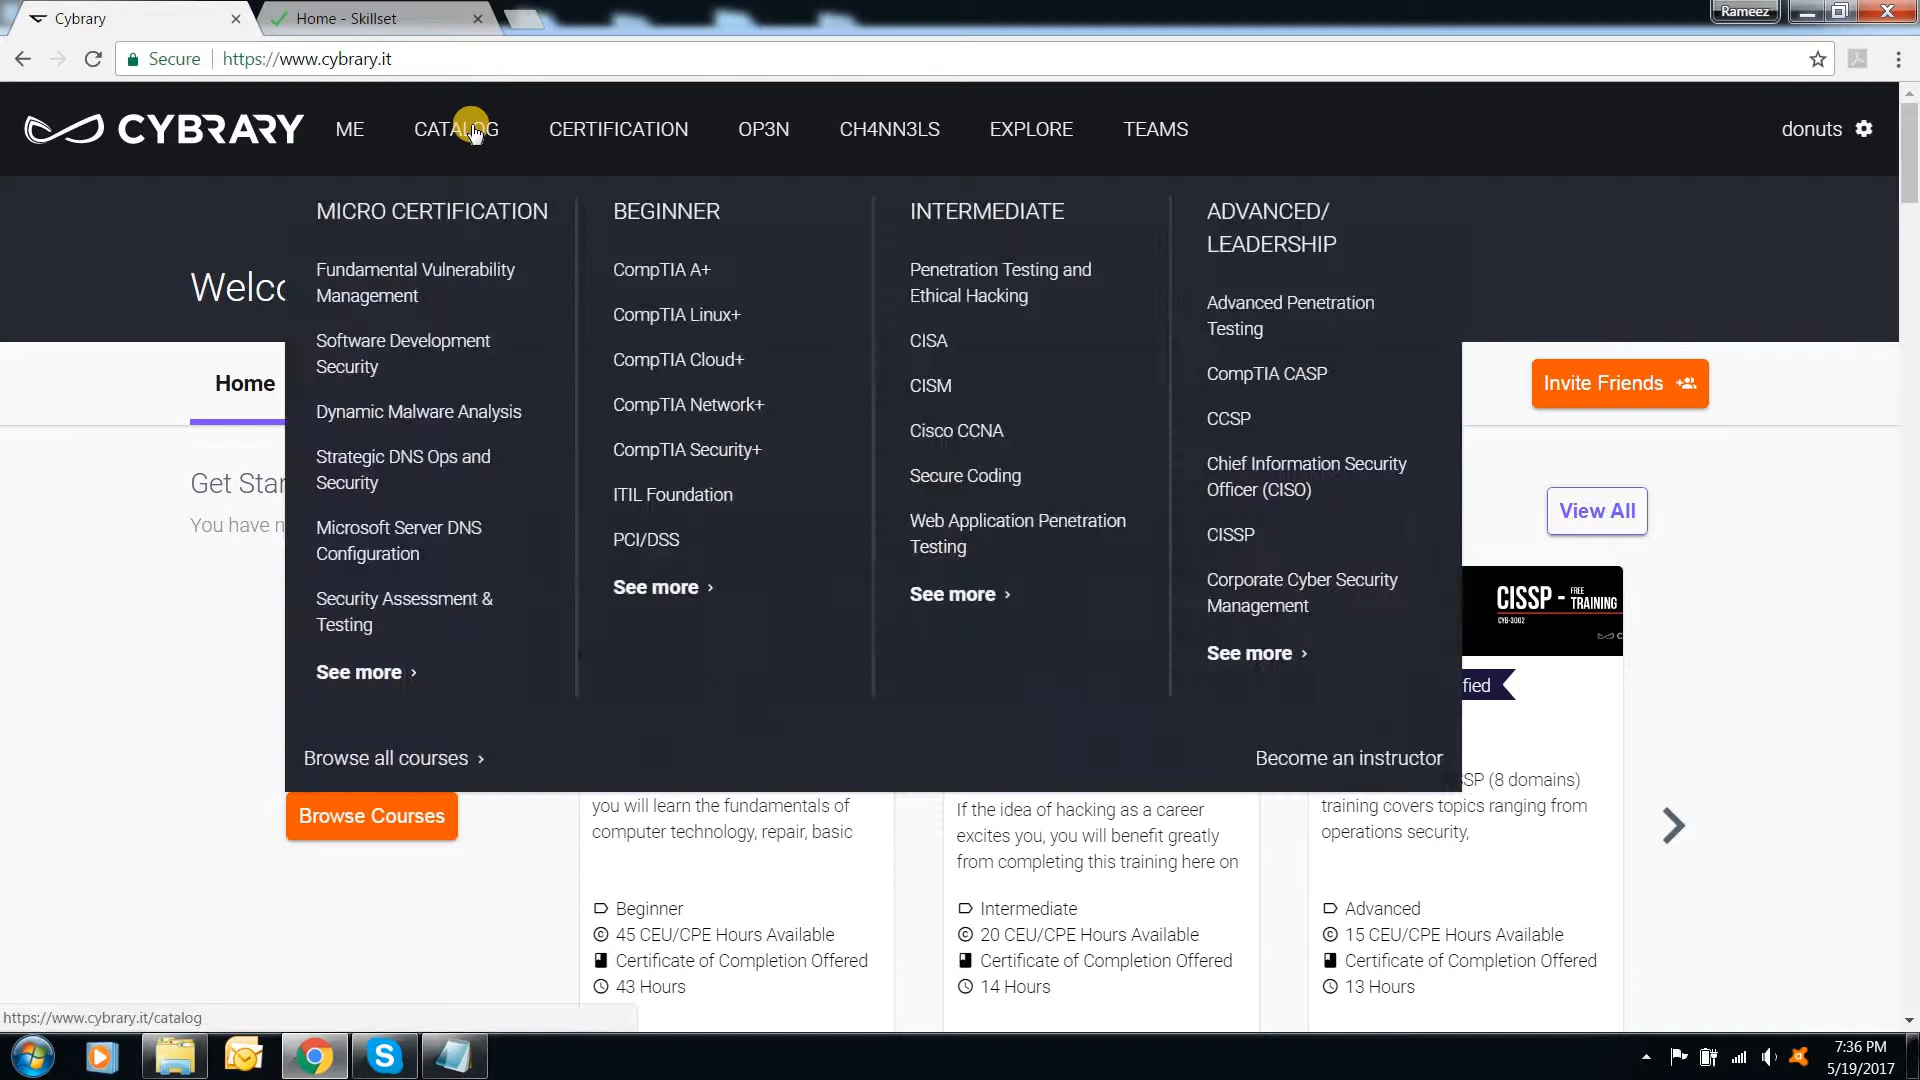 Cybrary
Home - Skillset
Rameez
Secure
https://www.cybrary.it
CYBRARY
ME
CATALOG
CERTIFICATION
OP3N
CH4NN3LS
EXPLORE
TEAMS
donuts
Welco
Home
Invite Friends
Get Star
You have n
View All
MICRO CERTIFICATION
Fundamental Vulnerability
Management
Software Development
Security
Dynamic Malware Analysis
Strategic DNS Ops and
Security
Microsoft Server DNS
Configuration
Security Assessment &
Testing
See more ›
BEGINNER
CompTIA A+
CompTIA Linux+
CompTIA Cloud+
CompTIA Network+
CompTIA Security+
ITIL Foundation
PCI/DSS
See more ›
INTERMEDIATE
Penetration Testing and
Ethical Hacking
CISA
CISM
Cisco CCNA
Secure Coding
Web Application Penetration
Testing
See more ›
ADVANCED/
LEADERSHIP
Advanced Penetration
Testing
CompTIA CASP
CCSP
Chief Information Security
Officer (CISO)
CISSP
Corporate Cyber Security
Management
See more ›
Browse all courses ›
Become an instructor
CISSP - FREE TRAINING
CYB-3002
fied
Browse Courses
you will learn the fundamentals of
computer technology, repair, basic
Beginner
45 CEU/CPE Hours Available
Certificate of Completion Offered
43 Hours
If the idea of hacking as a career
excites you, you will benefit greatly
from completing this training here on
Intermediate
20 CEU/CPE Hours Available
Certificate of Completion Offered
14 Hours
SSP (8 domains)
training covers topics ranging from
operations security,
Advanced
15 CEU/CPE Hours Available
Certificate of Completion Offered
13 Hours
https://www.cybrary.it/catalog
7:36 PM
5/19/2017